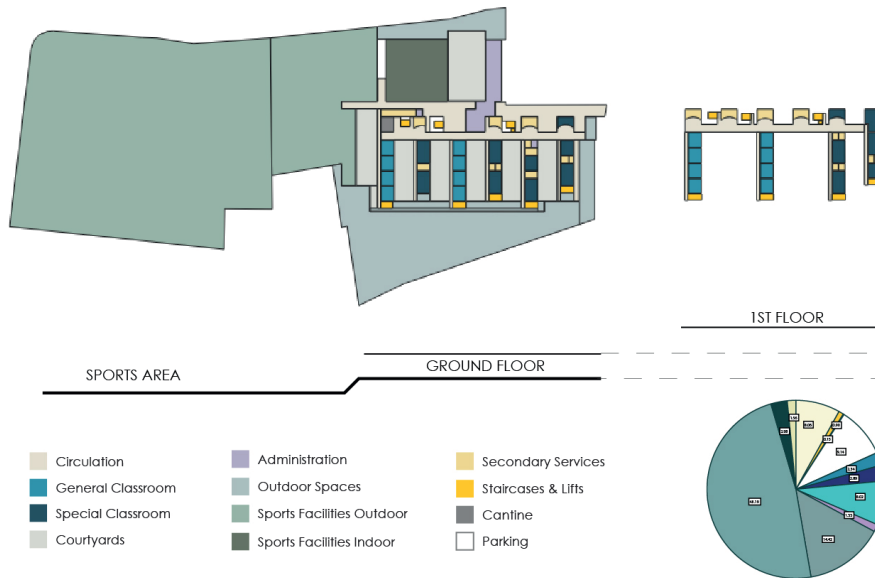 1ST FLOOR
GROUND FLOOR
SPORTS AREA
Circulation
General Classroom
Special Classroom
Courtyards
Administration
Outdoor Spaces
Sports Facilities Outdoor
Sports Facilities Indoor
Secondary Services
Staircases & Lifts
Cantine
Parking